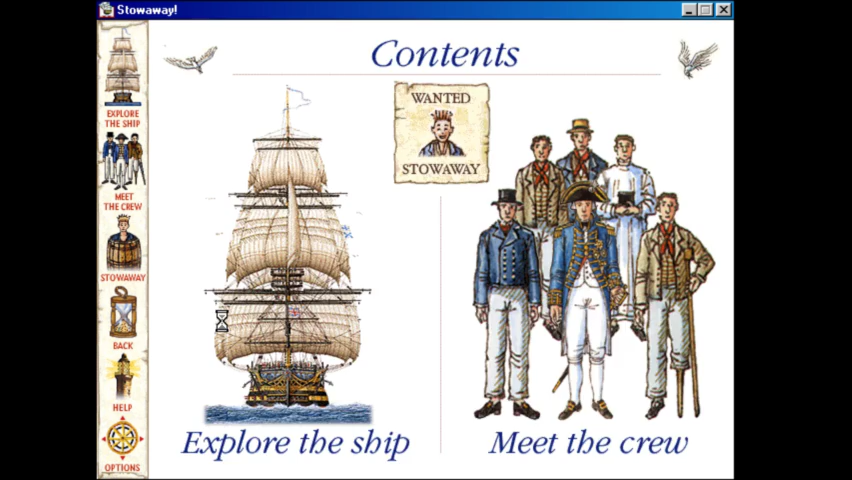 Stowaway!
EXPLORE
THE SHIP
MEET
THE CREW
STOWAWAY
BACK
HELP
OPTIONS
Contents
WANTED
STOWAWAY
Explore the ship
Meet the crew